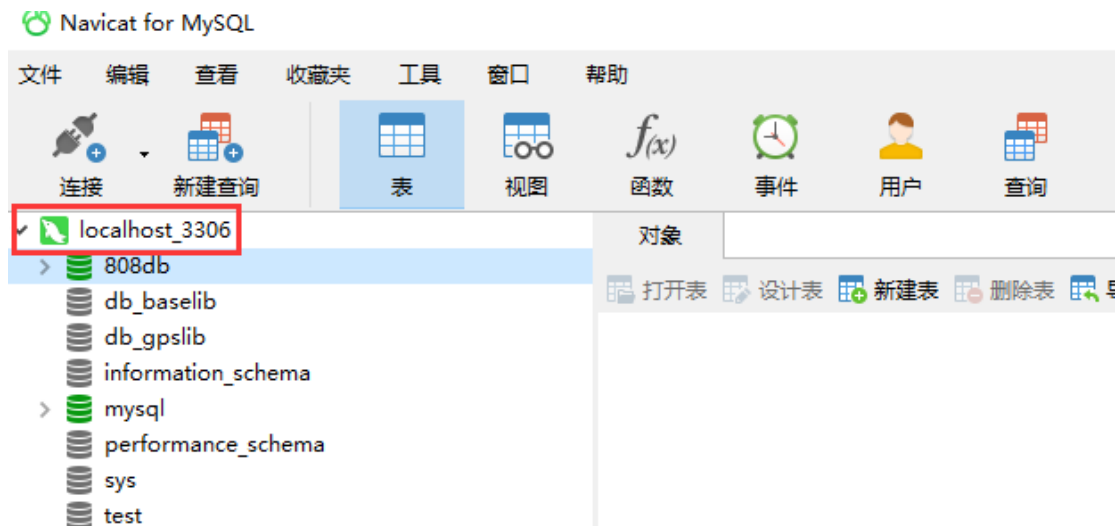 Navicat for MySQL
文件 编辑 查看 收藏夹 工具 窗口 帮助
连接 新建查询 表 视图 f(x) 函数 事件 用户 查询
localhost_3306
808db
db_baselib
db_gpslib
information_schema
mysql
performance_schema
sys
test
对象
打开表 设计表 新建表 删除表